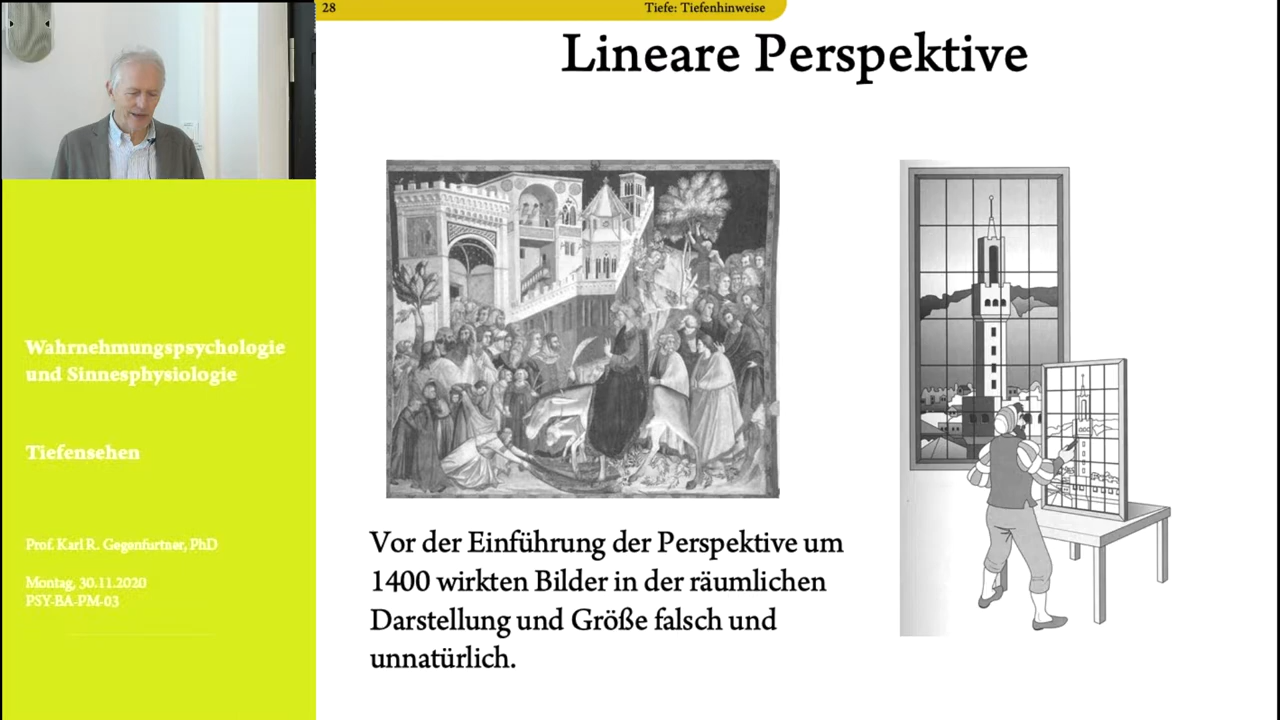 28
Tiefe: Tiefenhinweise
Lineare Perspektive
Wahrnehmungspsychologie
und Sinnesphysiologie
Tiefensehen
Prof. Karl R. Gegenfurtner, PhD
Montag, 30.11.2020
PSY-BA-PM-03
Vor der Einführung der Perspektive um
1400 wirkten Bilder in der räumlichen
Darstellung und Größe falsch und
unnatürlich.